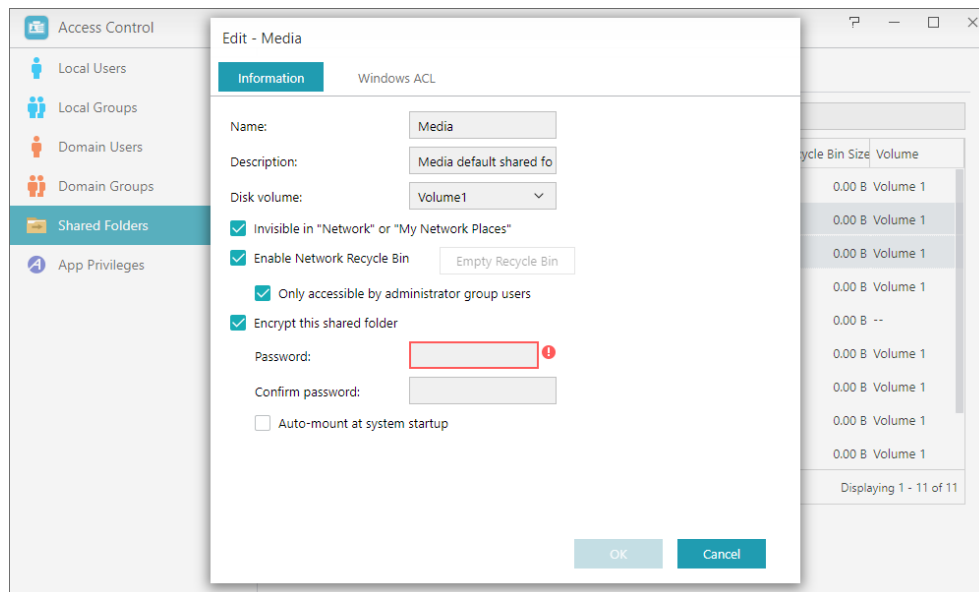 Access Control
Local Users
Local Groups
Domain Users
Domain Groups
Shared Folders
App Privileges
Edit - Media
Information
Windows ACL
Name:
Media
Description:
Media default shared fo
Disk volume:
Volume1
Invisible in "Network" or "My Network Places"
Enable Network Recycle Bin
Empty Recycle Bin
Only accessible by administrator group users
Encrypt this shared folder
Password:
Confirm password:
Auto-mount at system startup
OK
Cancel
ycle Bin Size Volume
0.00 B Volume 1
0.00 B Volume 1
0.00 B Volume 1
0.00 B Volume 1
0.00 B --
0.00 B Volume 1
0.00 B Volume 1
0.00 B Volume 1
0.00 B Volume 1
Displaying 1 - 11 of 11